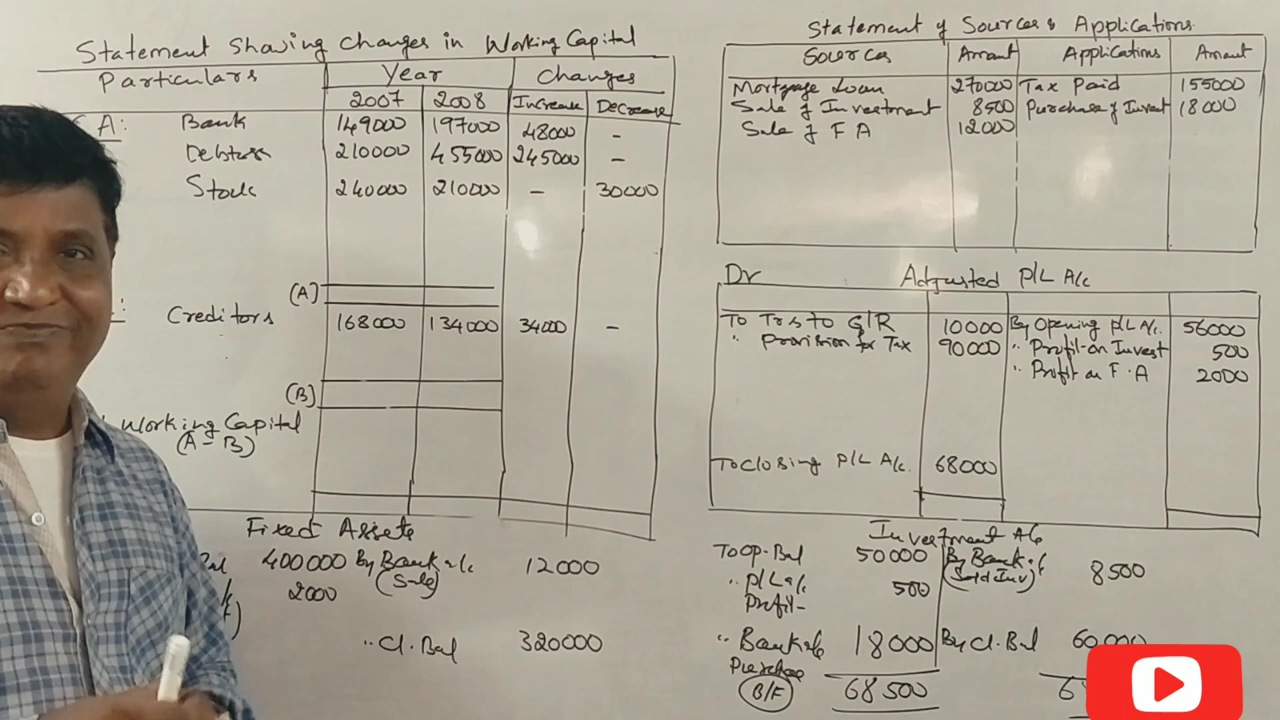 Statement Showing Changes in Working Capital
Particulars Year Changes
2007 2008 Increase Decrease
C A: Bank 149000 197000 48000 -
Debtors 210000 455000 245000 -
Stock 240000 210000 - 30000
(A)
Creditors 168000 134000 34000 -
(B)
Working Capital
(A - B)
Statement of Sources & Applications
Sources Amount Applications Amount
Mortgage Loan 270000 Tax Paid 155000
Sale of Investment 8500 Purchase of Invest 18000
Sale of F A 12000
Dr Adjusted P/L A/c
To Trs to G/R 10000 By Opening P/L A/c. 56000
" Provision for Tax 90000 " Profit on Invest 500
" Profit on F.A 2000
To Closing P/L A/c. 68000
Fixed Assets
Bal 400000 By Bank a/c 12000
(Sale)
2000
" Cl. Bal 320000
Investment A/c
To Op. Bal 50000 By Bank a/c 8500
(Sold Inv)
" P/L a/c 500
Profit
" Bank a/c 18000 By Cl. Bal 60,000
Purchase
(B/F) 68500